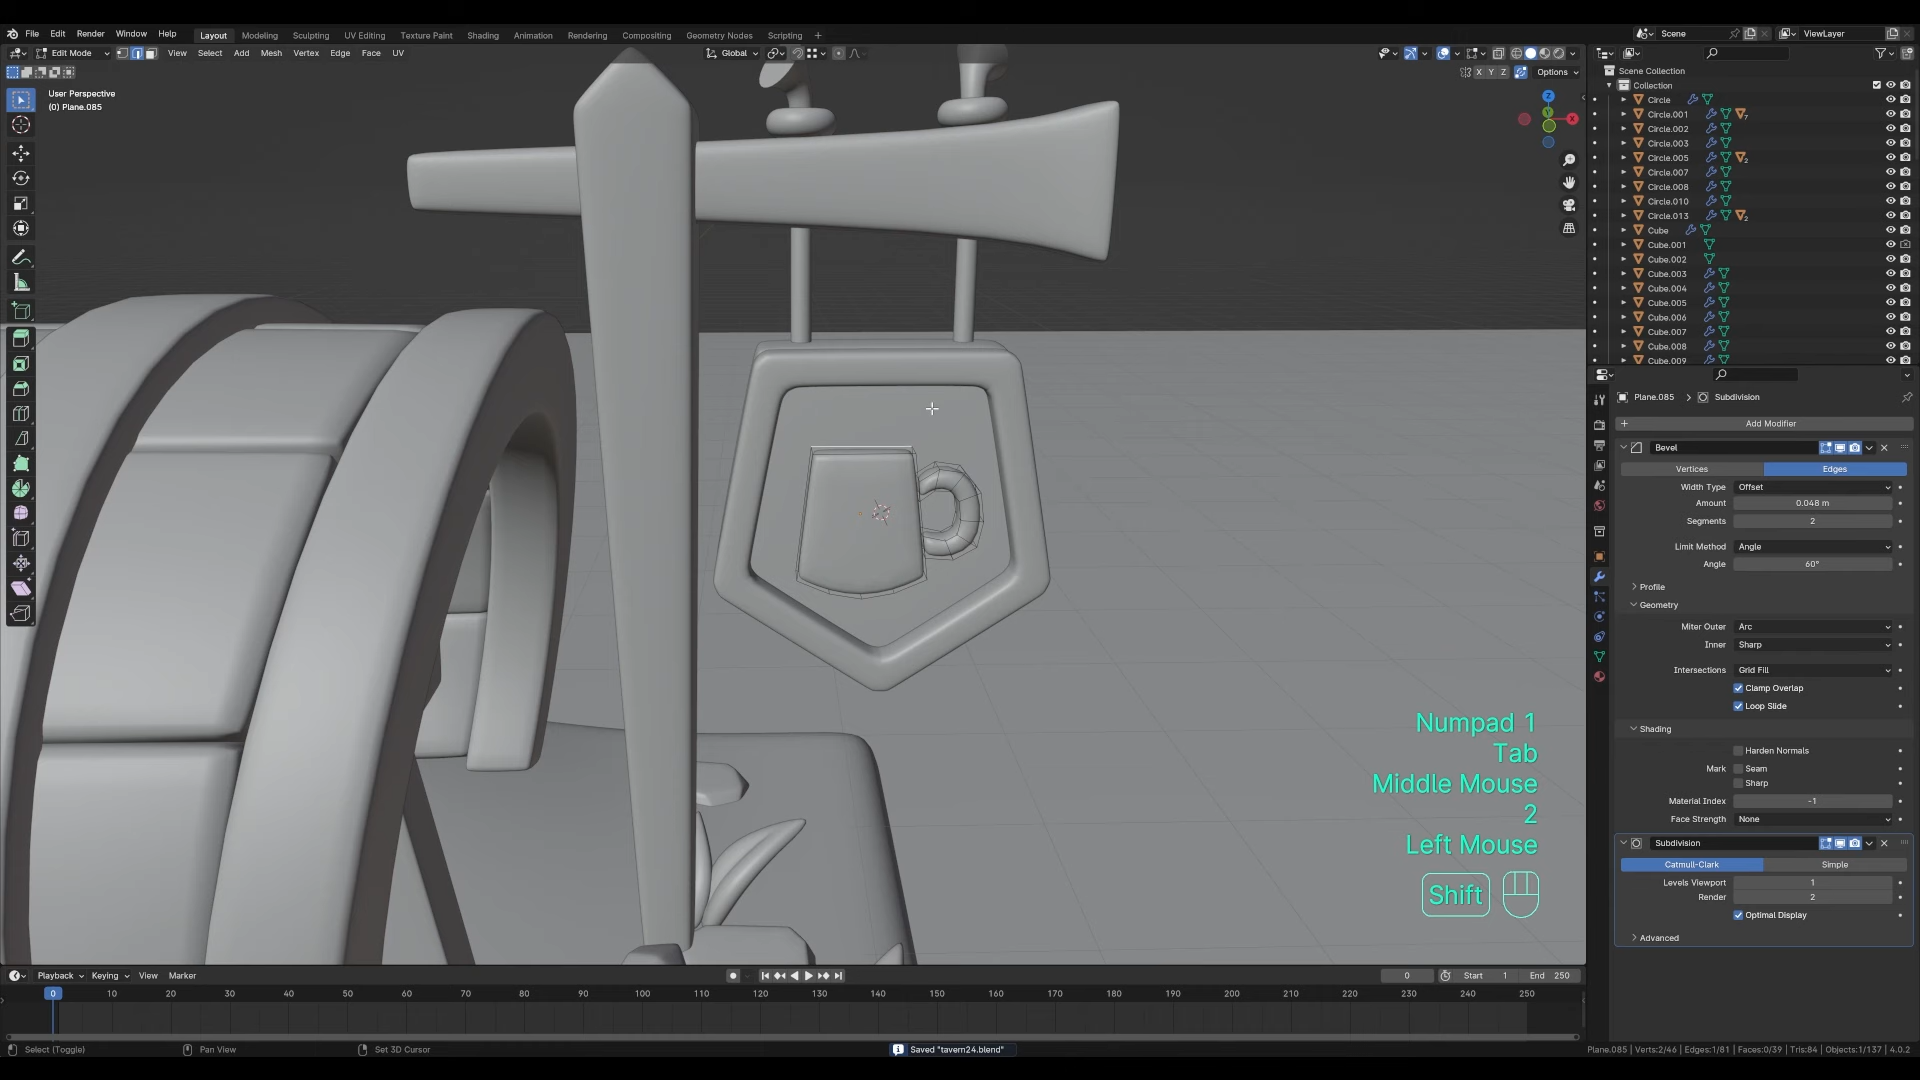 File Edit Render Window Help Layout Modeling Sculpting UV Editing Texture Paint Shading Animation Rendering Compositing Geometry Nodes Scripting + Scene ViewLayer
Edit Mode View Select Add Mesh Vertex Edge Face UV Global
X Y Z Options
User Perspective
(0) Plane.085
Scene Collection
Collection
Circle
Circle.001
Circle.002
Circle.003
Circle.005
Circle.007
Circle.008
Circle.010
Circle.013
Cube
Cube.001
Cube.002
Cube.003
Cube.004
Cube.005
Cube.006
Cube.007
Cube.008
Cube.009
Plane.085 > Subdivision
+ Add Modifier
Bevel
Vertices Edges
Width Type Offset
Amount 0.048 m
Segments 2
Limit Method Angle
Angle 60°
Profile
Geometry
Miter Outer Arc
Inner Sharp
Intersections Grid Fill
Clamp Overlap
Loop Slide
Shading
Harden Normals
Mark Seam
Sharp
Material Index -1
Face Strength None
Subdivision
Catmull-Clark Simple
Levels Viewport 1
Render 2
Optimal Display
Advanced
Numpad 1
Tab
Middle Mouse
2
Left Mouse
Shift
Playback Keying View Marker 0 Start 1 End 250
0 10 20 30 40 50 60 70 80 90 100 110 120 130 140 150 160 170 180 190 200 210 220 230 240 250
Select (Toggle) Pan View Set 3D Cursor Saved "tavern24.blend" Plane.085 | Verts:2/46 | Edges:1/81 | Faces:0/39 | Tris:84 | Objects:1/137 | 4.0.2